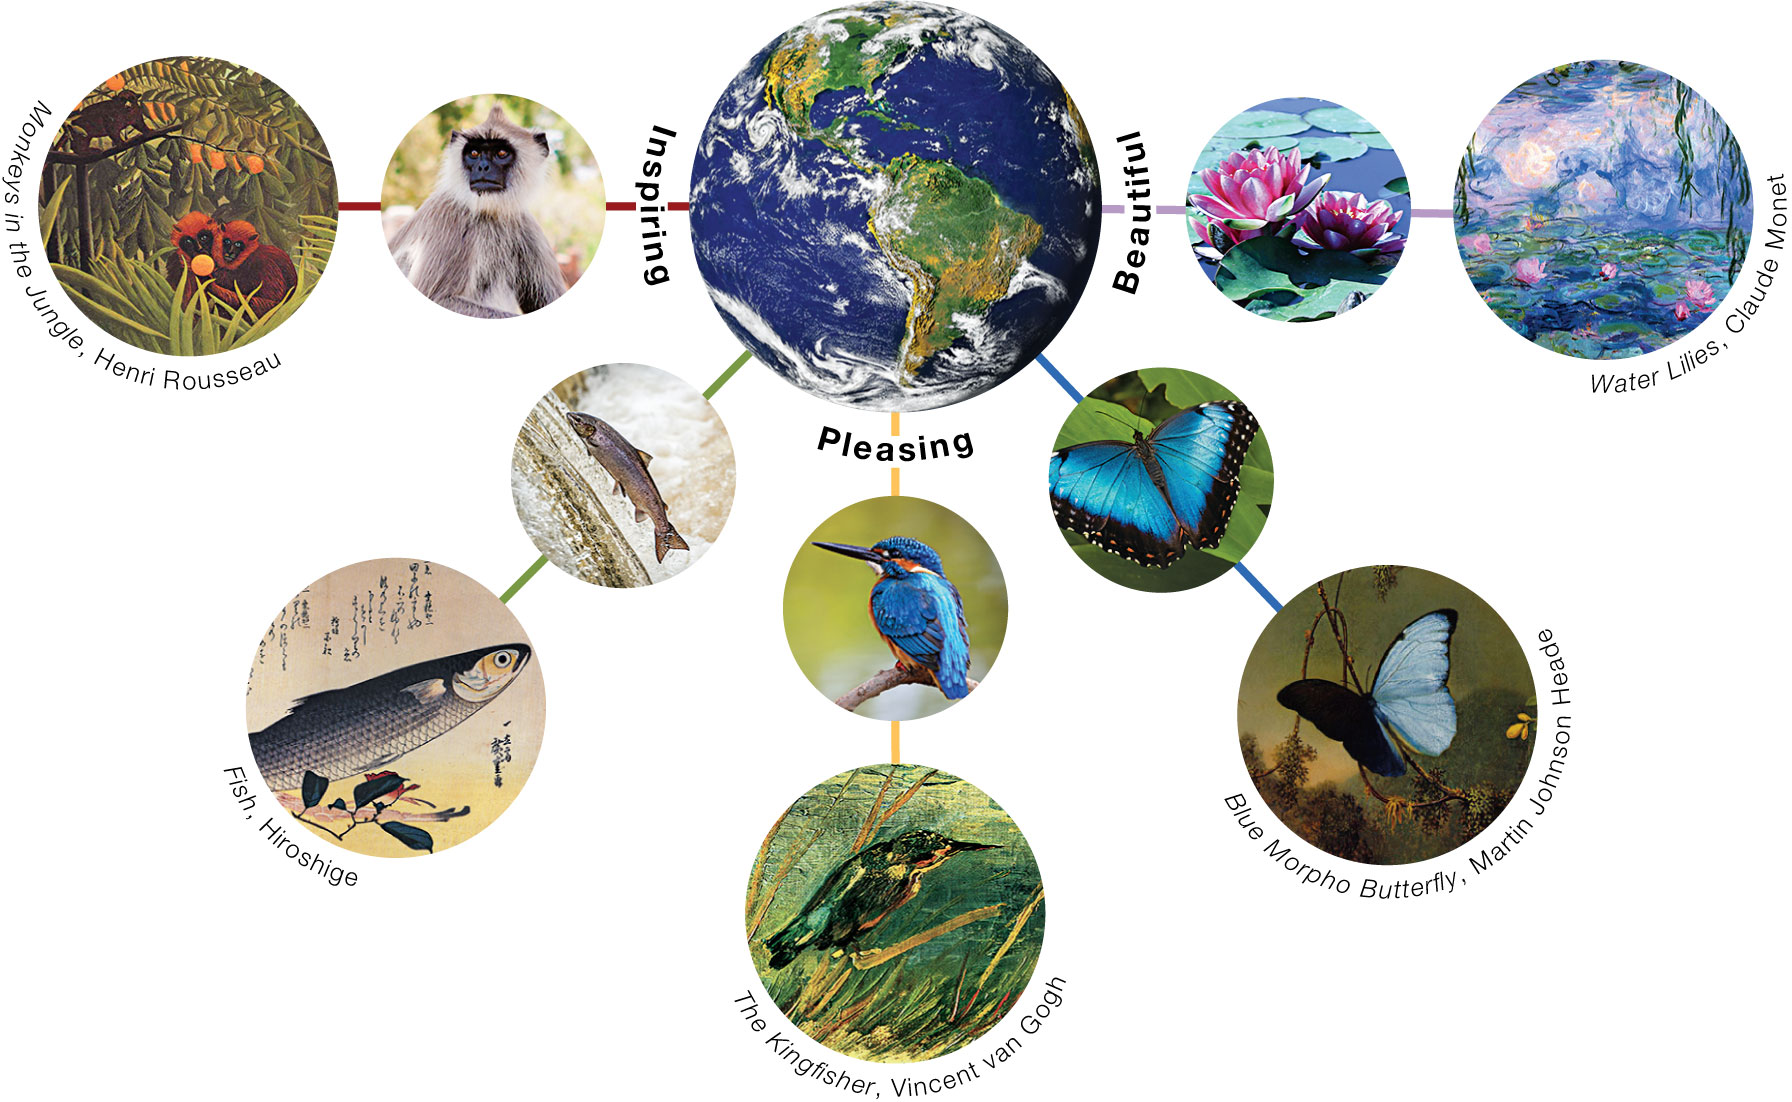 Inspiring
Beautiful
Pleasing
Monkeys in the Jungle, Henri Rousseau
Water Lilies, Claude Monet
Fish, Hiroshige
Blue Morpho Butterfly, Martin Johnson Heade
The Kingfisher, Vincent van Gogh